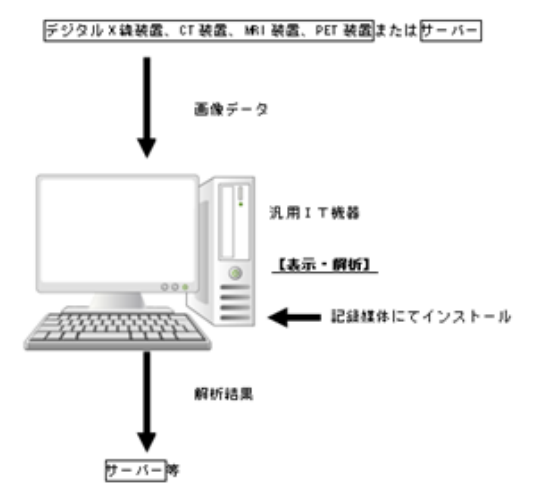 デジタルX線装置、CT装置、MRI装置、PET装置またはサーバー
画像データ
汎用IT機器
【表示・解析】
記録媒体にてインストール
解析結果
サーバー等